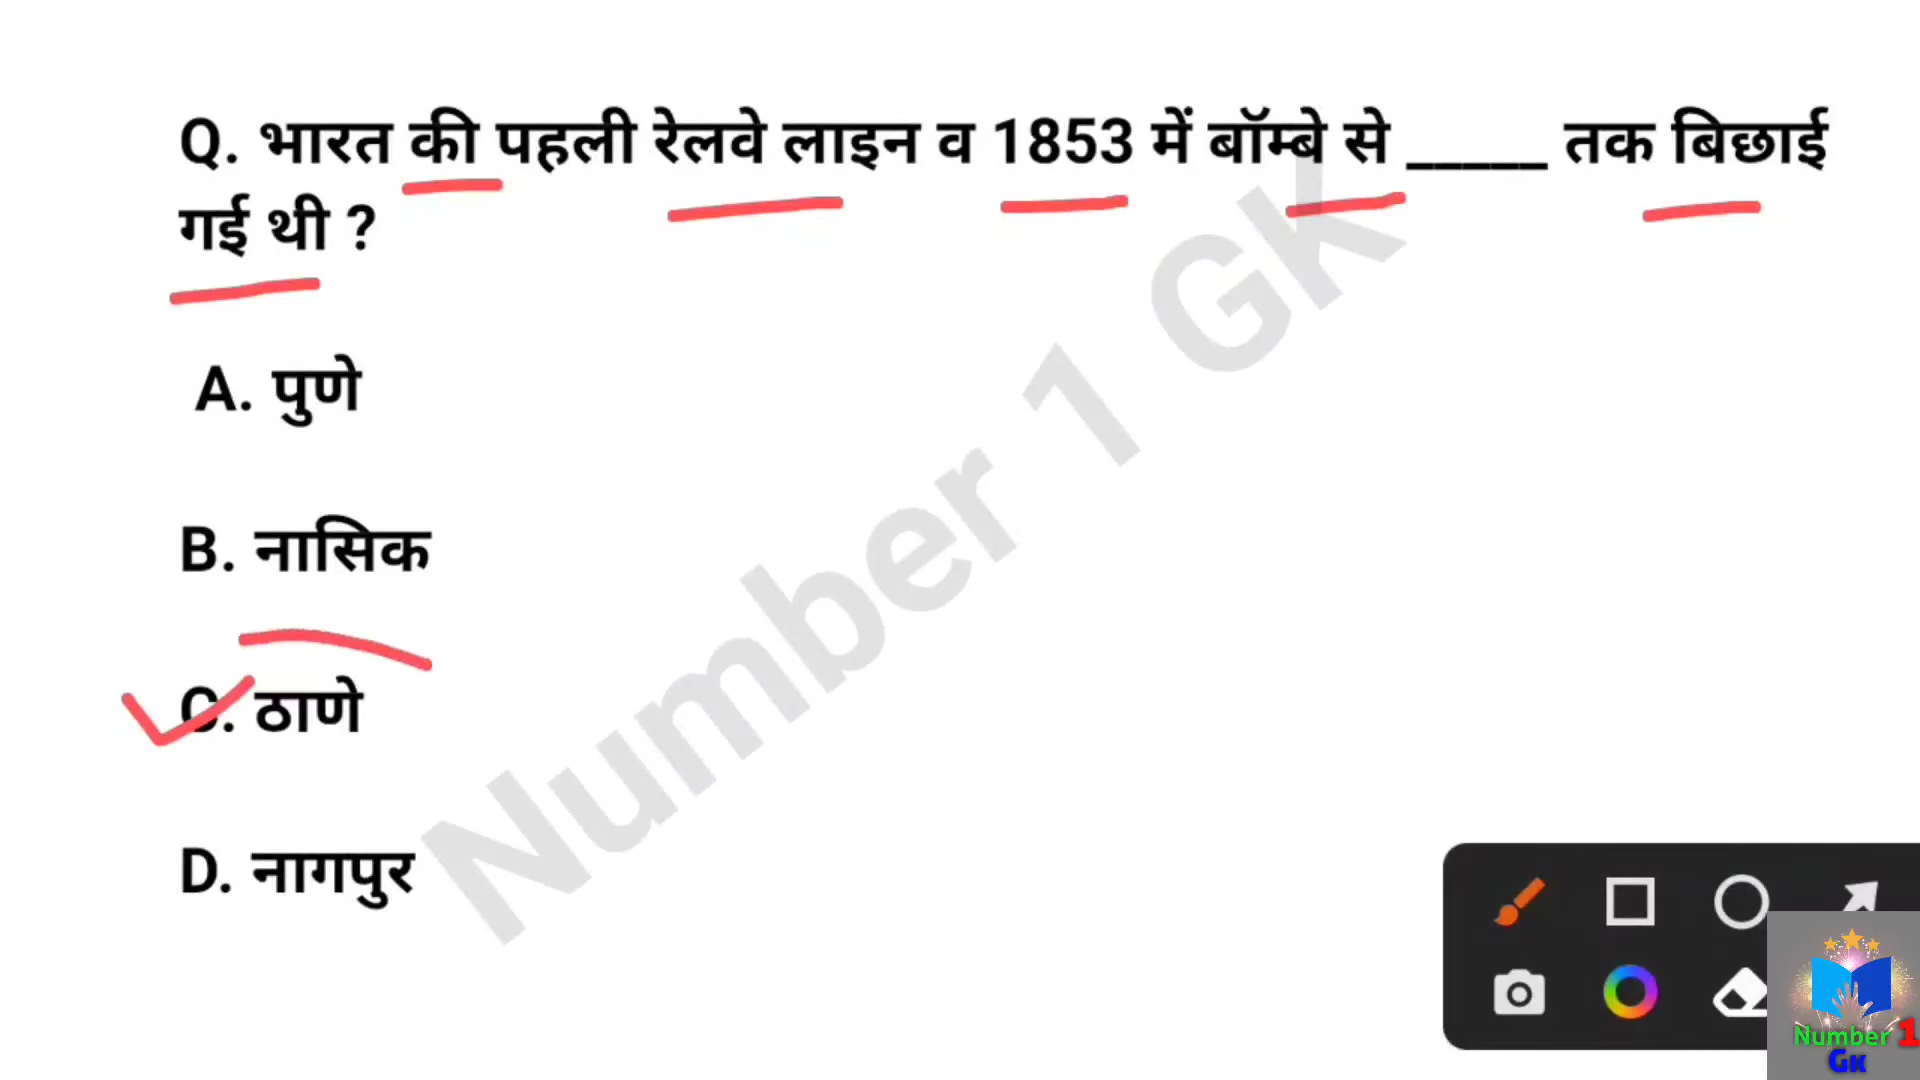 Q. भारत की पहली रेलवे लाइन व 1853 में बॉम्बे से _____ तक बिछाई
गई थी ?
A. पुणे
B. नासिक
C. ठाणे
D. नागपुर
Number 1 GK
Number 1
GK